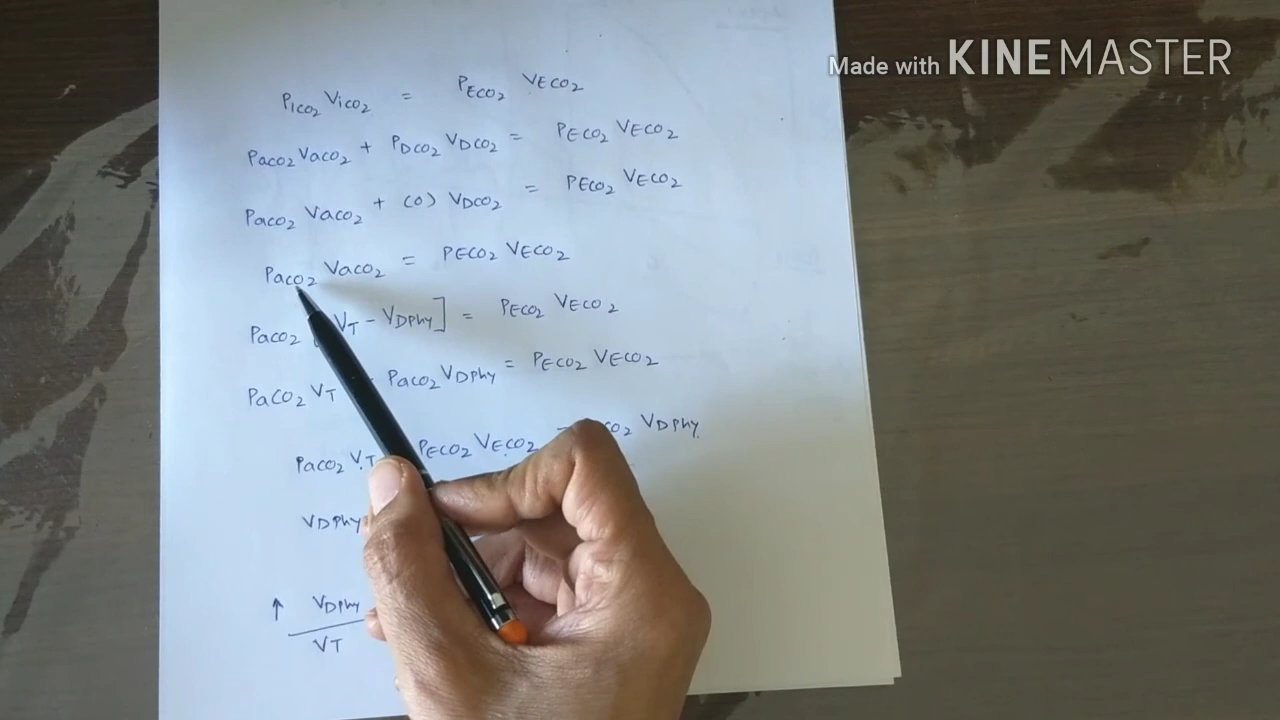 Made with KINEMASTER
PICO2 VICO2 = PECO2 VECO2
Paco2 Vaco2 + PDCO2 VDCO2 = PECO2 VECO2
Paco2 Vaco2 + (0) VDCO2 = PECO2 VECO2
Paco2 Vaco2 = PECO2 VECO2
Paco2 [VT - VDPhy] = PECO2 VECO2
PaCO2 VT Paco2 VDPhy = PECO2 VECO2
Paco2 VT PECO2 VECO2 = CO2 VDPhy
VDPhy
↑ VDPhy
VT